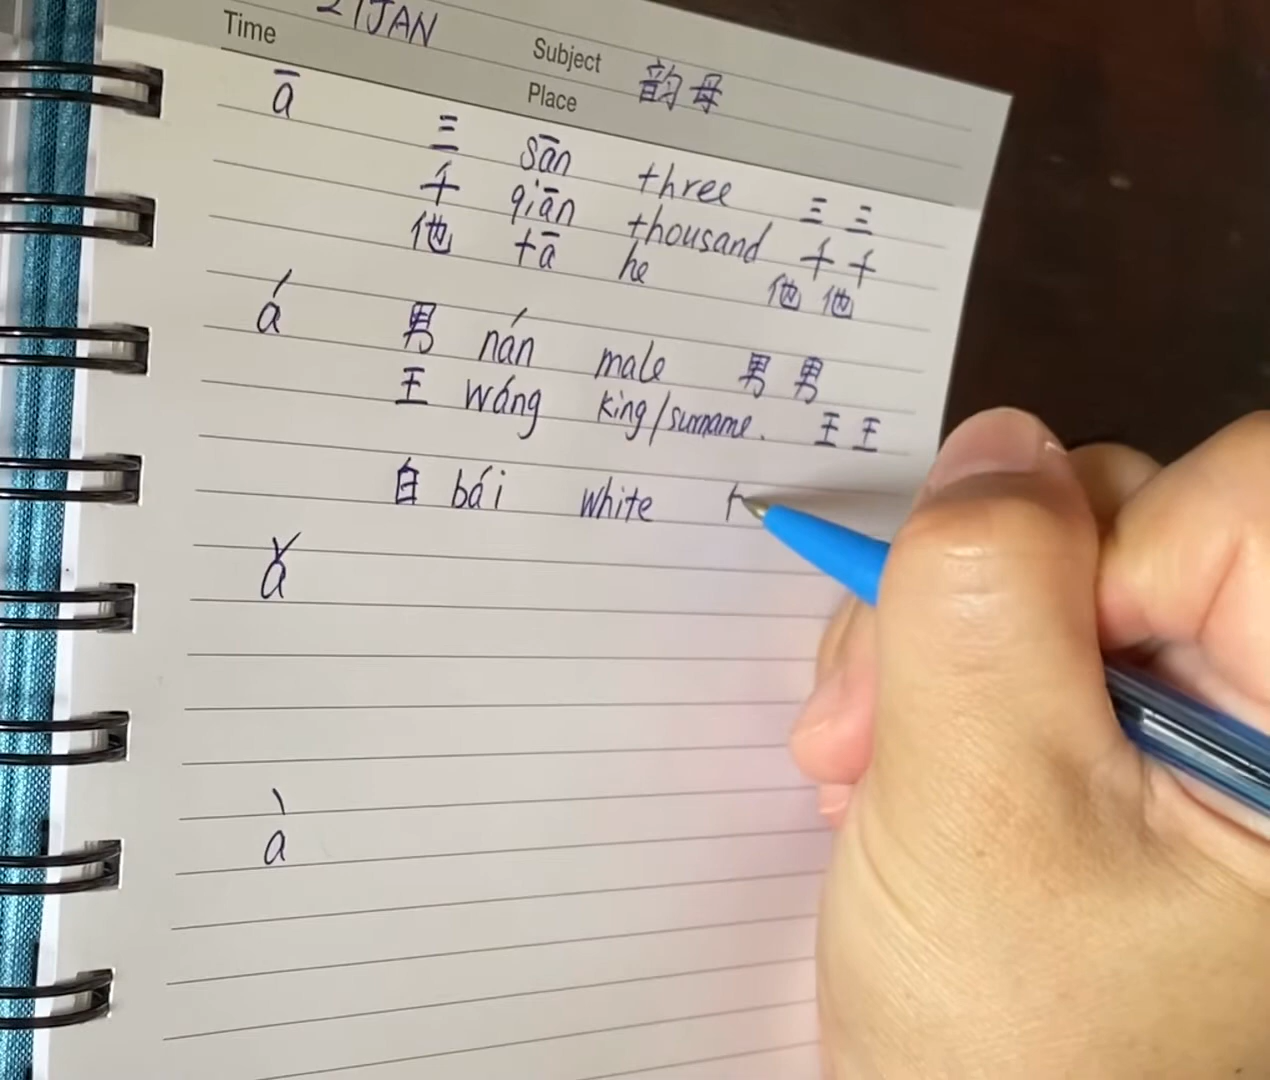 21JAN
Time
Subject 韵母
Place
ā
三 sān three 三 三
千 qiān thousand 千 千
他 tā he 他 他
á
男 nán male 男 男
王 wáng king/surname. 王 王
白 bái white
ǎ
à